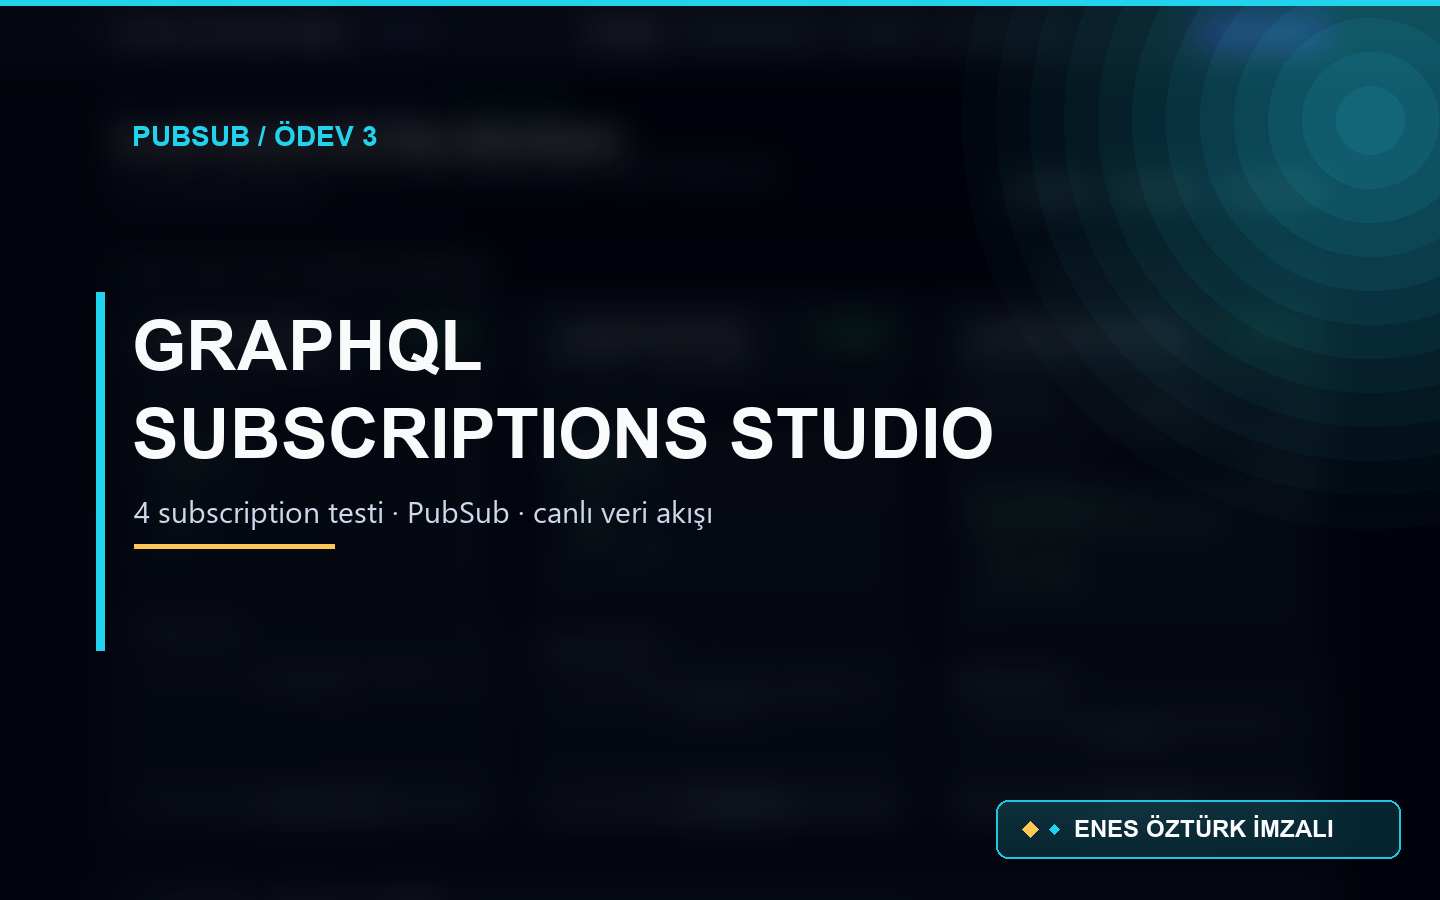 PUBSUB / ÖDEV 3
GRAPHQL
SUBSCRIPTIONS STUDIO
4 subscription testi · PubSub · canlı veri akışı
ENES ÖZTÜRK İMZALI